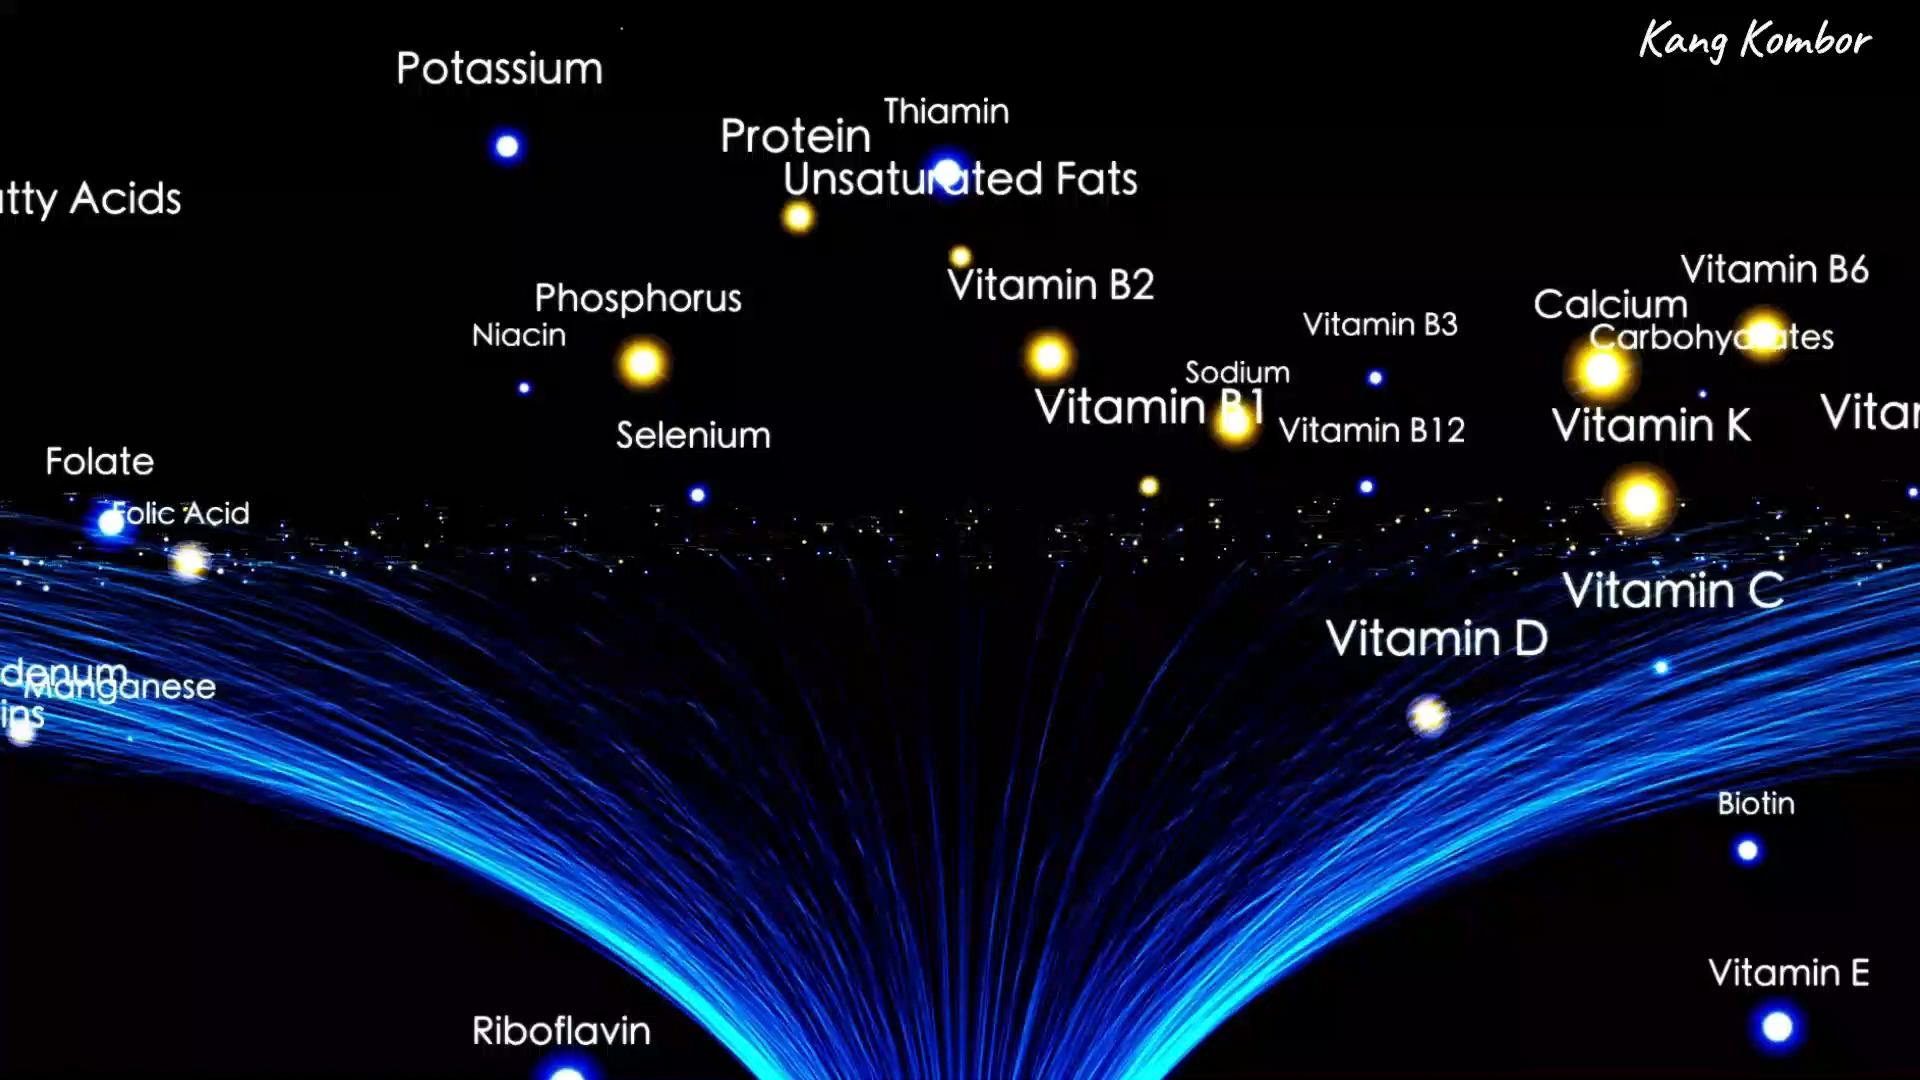 Kang Kombor
Potassium
Thiamin
Protein
Unsaturated Fats
Acids
Vitamin B6
Vitamin B2
Phosphorus
Calcium
Vitamin B3
Niacin
Carbohydrates
Sodium
Vitamin B1
Vitamin K
Vitamin B12
Selenium
Folate
Folic Acid
Vitamin C
Vitamin D
Manganese
Biotin
Vitamin E
Riboflavin